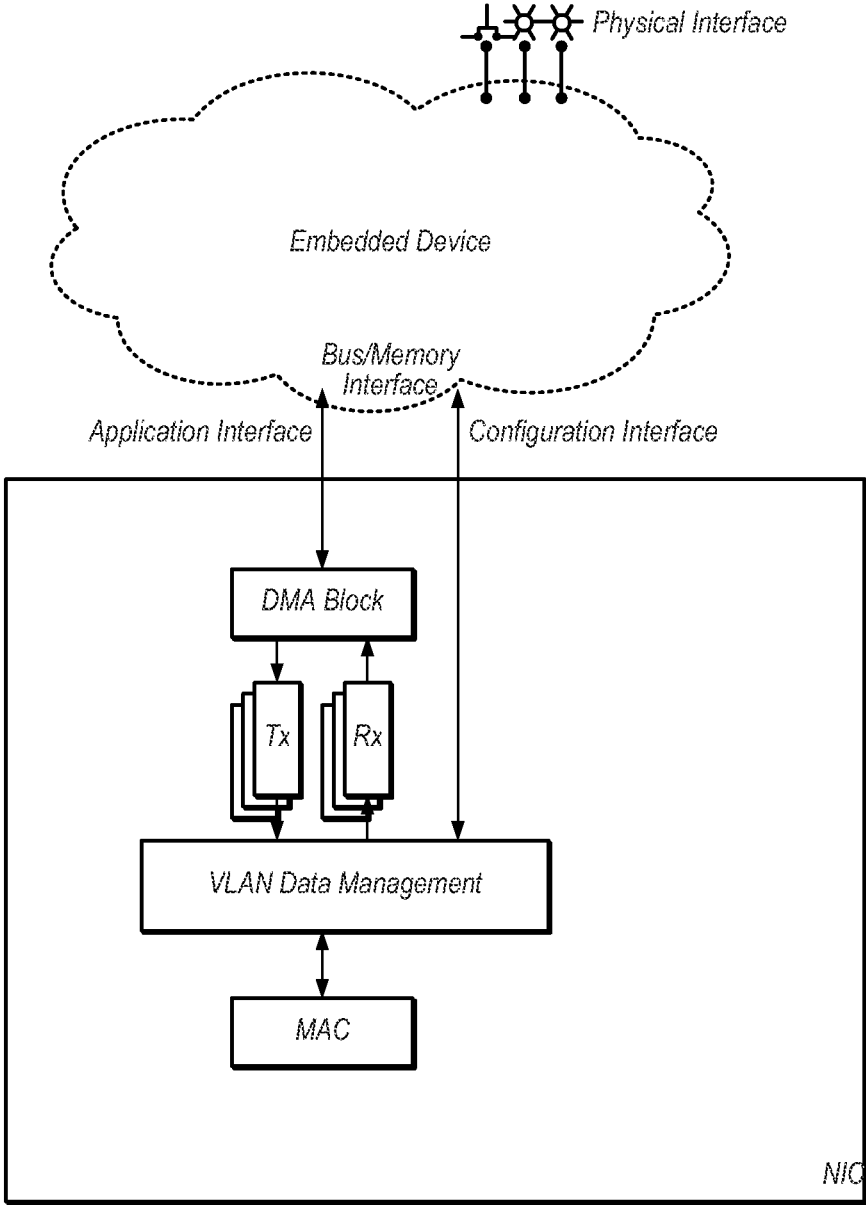 Physical Interface
Embedded Device
Bus/Memory
Interface
Application Interface
Configuration Interface
DMA Block
Tx
Rx
VLAN Data Management
MAC
NIC